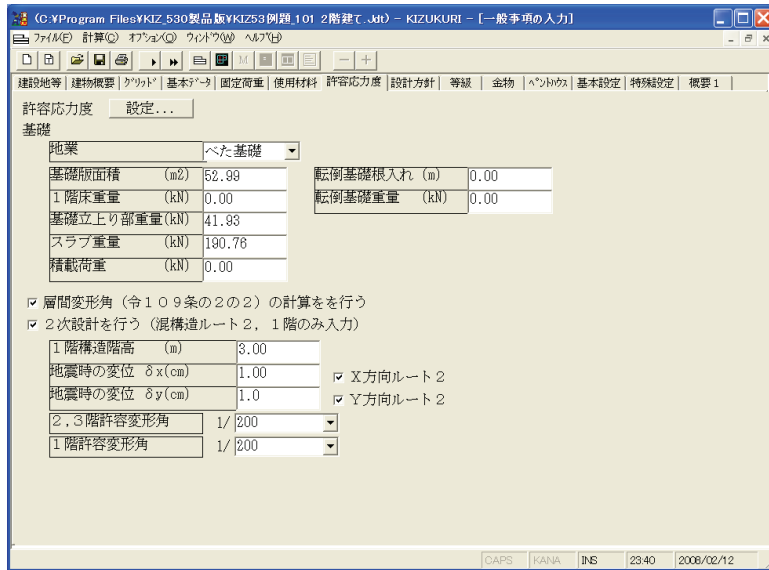 (C:¥Program Files¥KIZ_530製品版¥KIZ53例題_101 2階建て.Jdt) - KIZUKURI - [一般事項の入力]
ファイル(F) 計算(C) オプション(O) ウィンドウ(W) ヘルプ(H)
建設地等 建物概要 グリッド 基本データ 固定荷重 使用材料 許容応力度 設計方針 等級 金物 ペントハウス 基本設定 特殊設定 概要1
許容応力度 設定...
基礎
地業 べた基礎
基礎版面積 (m2) 52.99 転倒基礎根入れ (m) 0.00
1階床重量 (kN) 0.00 転倒基礎重量 (kN) 0.00
基礎立上り部重量(kN) 41.93
スラブ重量 (kN) 190.76
積載荷重 (kN) 0.00
層間変形角(令109条の2の2)の計算をを行う
2次設計を行う(混構造ルート2,1階のみ入力)
1階構造階高 (m) 3.00
地震時の変位 δx(cm) 1.00 X方向ルート2
地震時の変位 δy(cm) 1.0 Y方向ルート2
2,3階許容変形角 1/ 200
1階許容変形角 1/ 200
CAPS KANA INS 23:40 2008/02/12